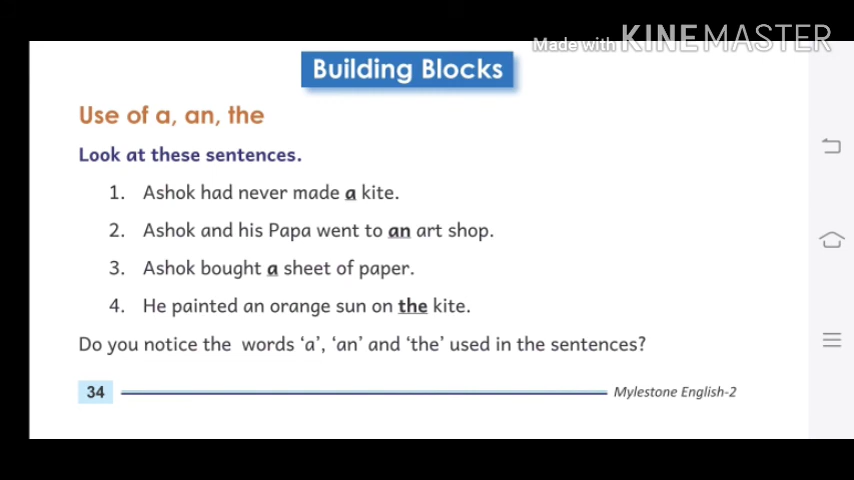 Made with KINEMASTER
Building Blocks
Use of a, an, the
Look at these sentences.
1. Ashok had never made a kite.
2. Ashok and his Papa went to an art shop.
3. Ashok bought a sheet of paper.
4. He painted an orange sun on the kite.
Do you notice the words ‘a’, ‘an’ and ‘the’ used in the sentences?
34 Mylestone English-2